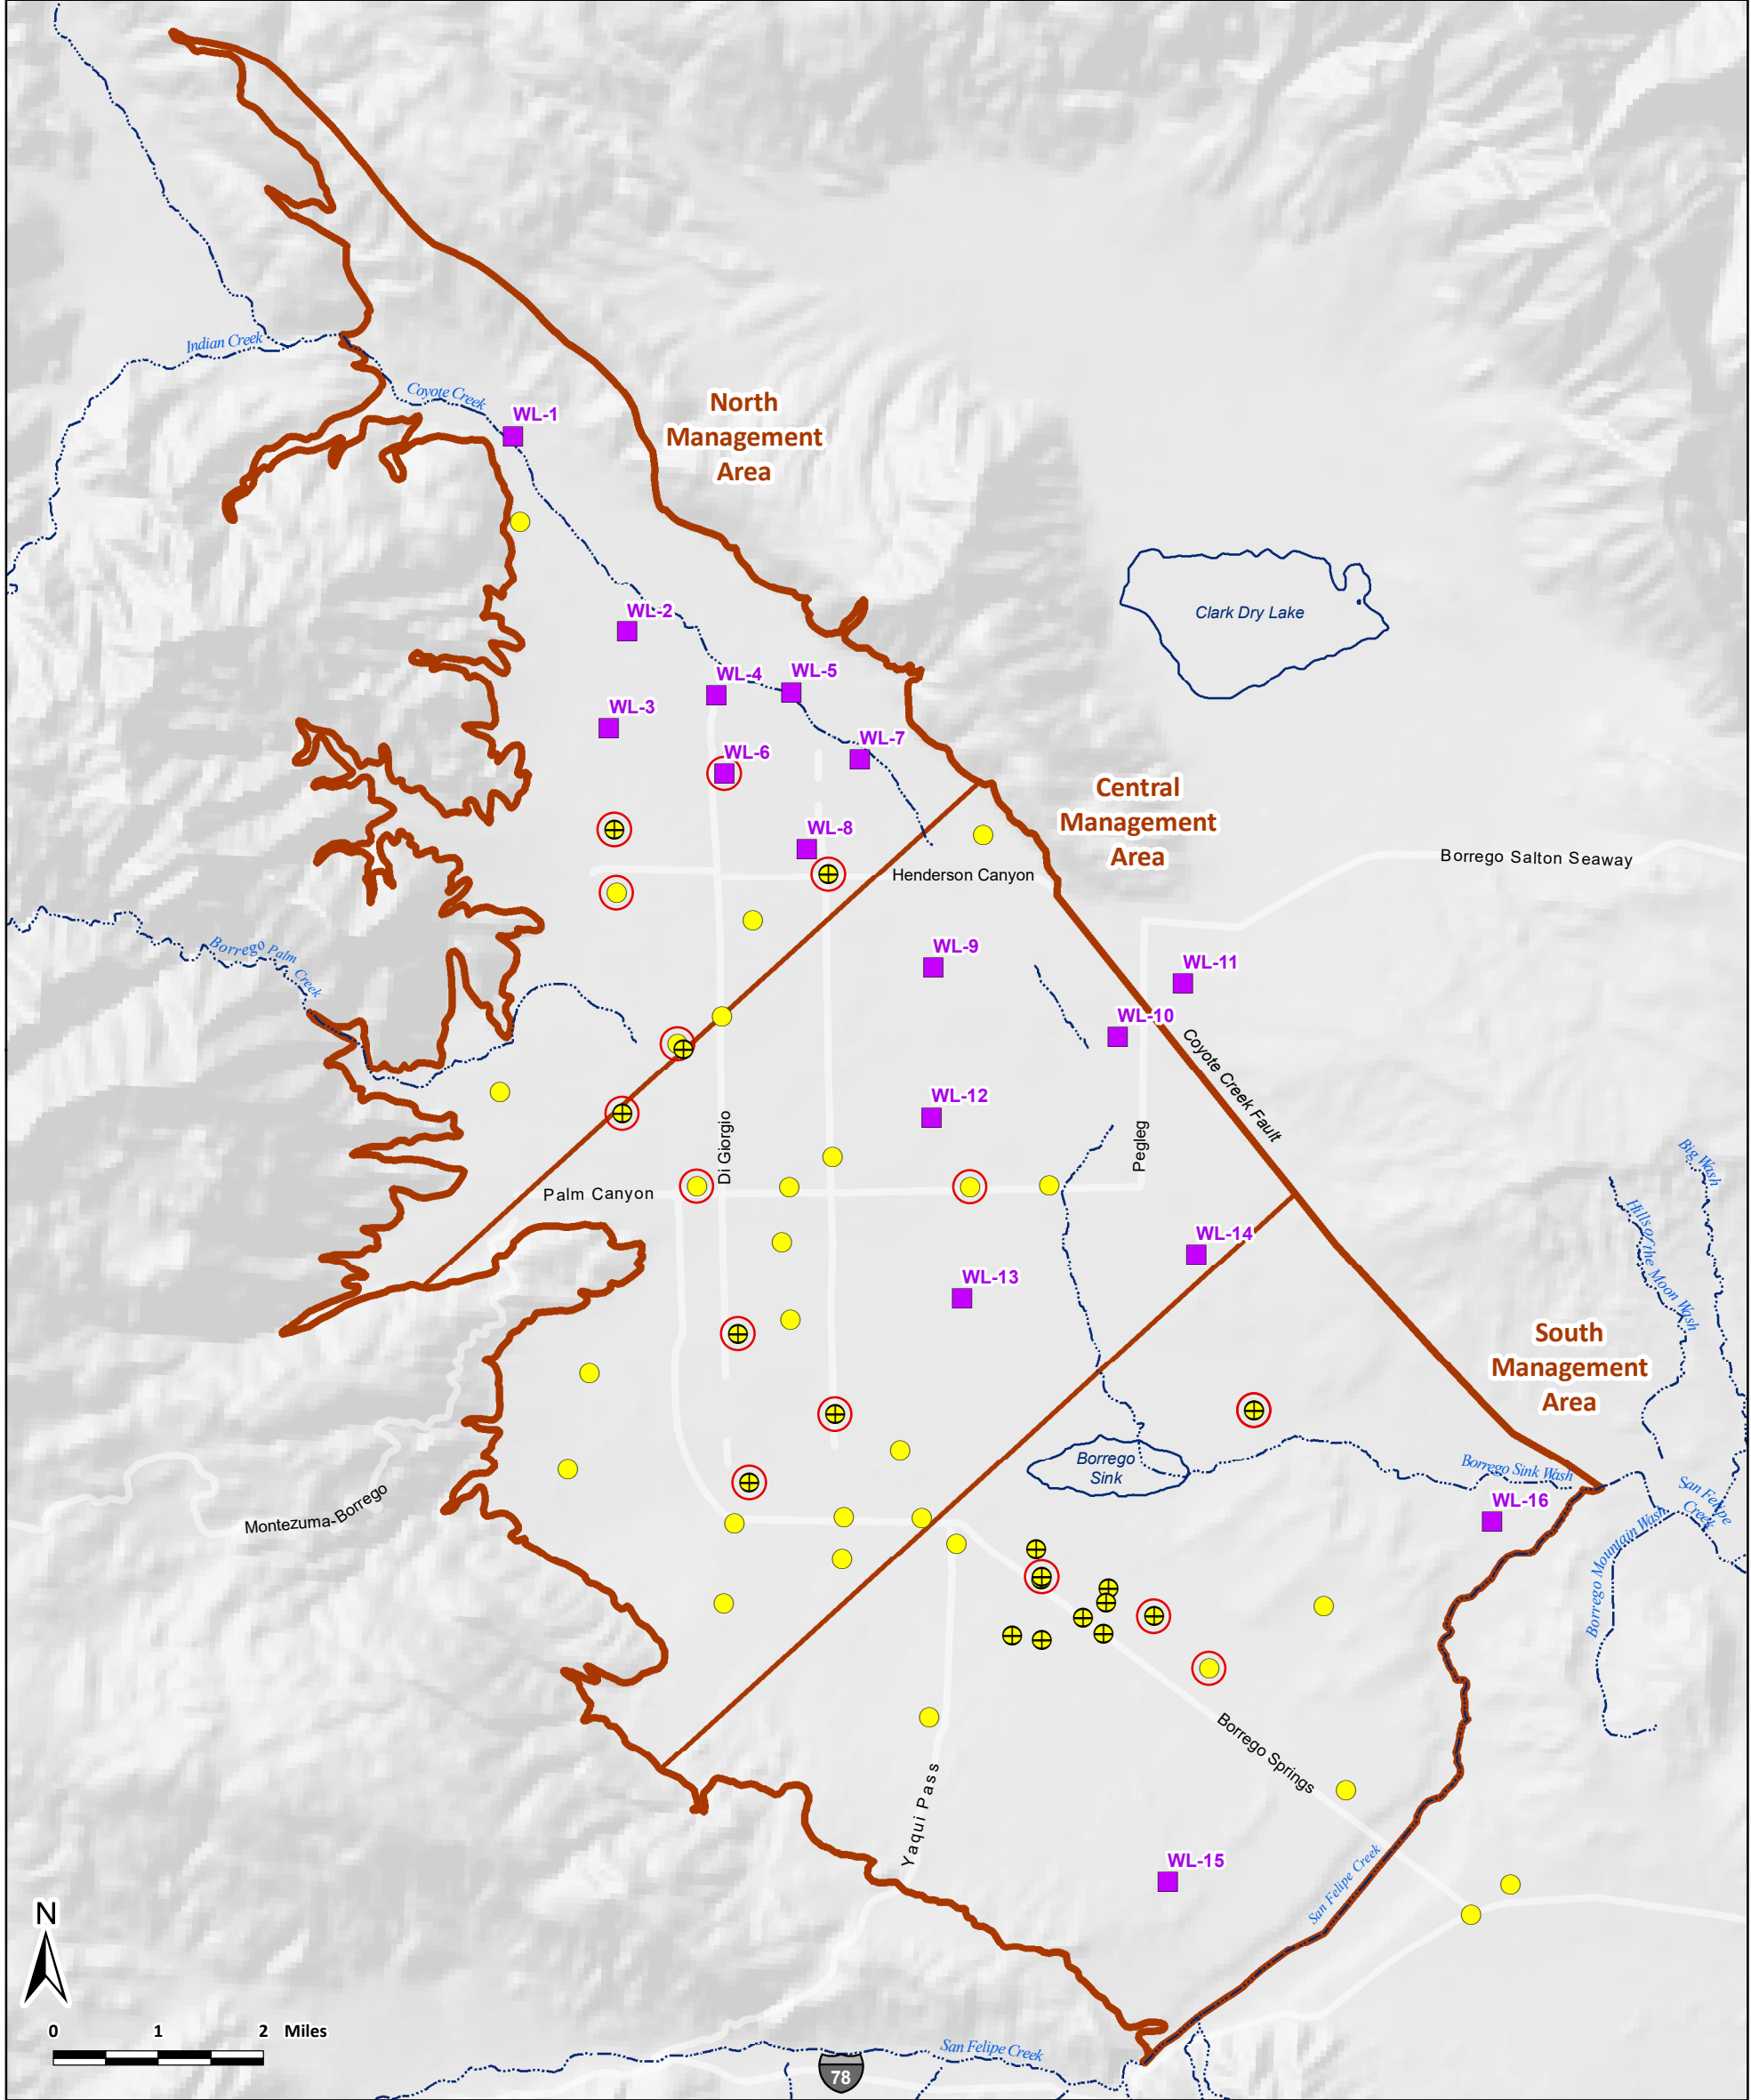 Indian Creek
Coyote Creek
WL-1
North
Management
Area
WL-2
Clark Dry Lake
WL-4
WL-5
WL-3
WL-7
WL-6
Central
Management
Area
WL-8
Borrego Salton Seaway
Henderson Canyon
Borrego Palm
Creek
WL-9
WL-11
WL-10
Coyote Creek Fault
WL-12
Di Giorgio
Pegleg
Palm Canyon
Big Wash
Hills of the Moon Wash
WL-14
WL-13
South
Management
Area
Borrego
Sink
Borrego Sink Wash
San Felipe
Creek
Montezuma-Borrego
WL-16
Borrego Mountain Wash
Borrego Springs
Yaqui Pass
WL-15
San Felipe Creek
N
0 1 2 Miles
San Felipe Creek
78